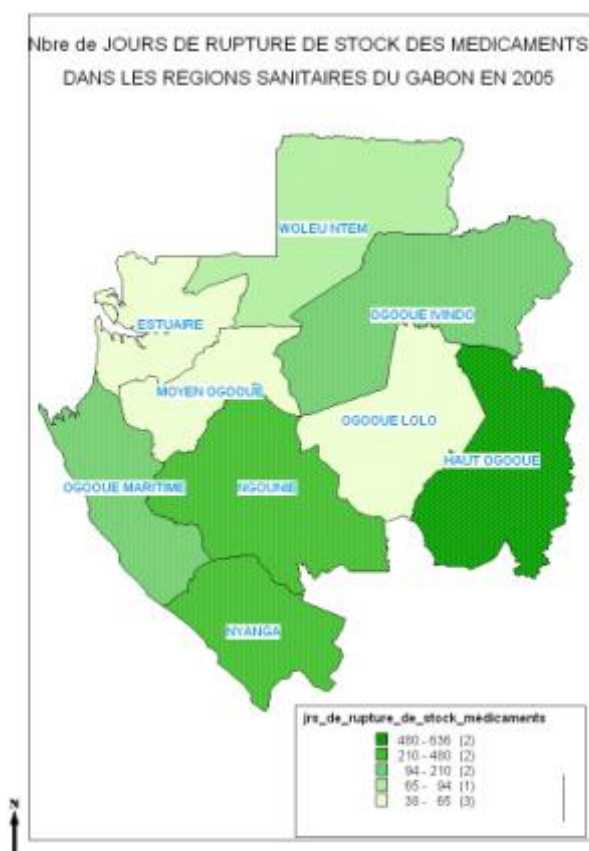 Nbre de JOURS DE RUPTURE DE STOCK DES MEDICAMENTS
DANS LES REGIONS SANITAIRES DU GABON EN 2005
WOLEU NTEM
OGOOUE IVINDO
ESTUAIRE
MOYEN OGOOUE
OGOOUE LOLO
HAUT OGOOUE
OGOOUE MARITIME
NGOUNIE
NYANGA
jrs_de_rupture_de_stock_médicaments
480 - 636 (2)
210 - 480 (2)
94 - 210 (2)
65 - 94 (1)
36 - 65 (3)
N